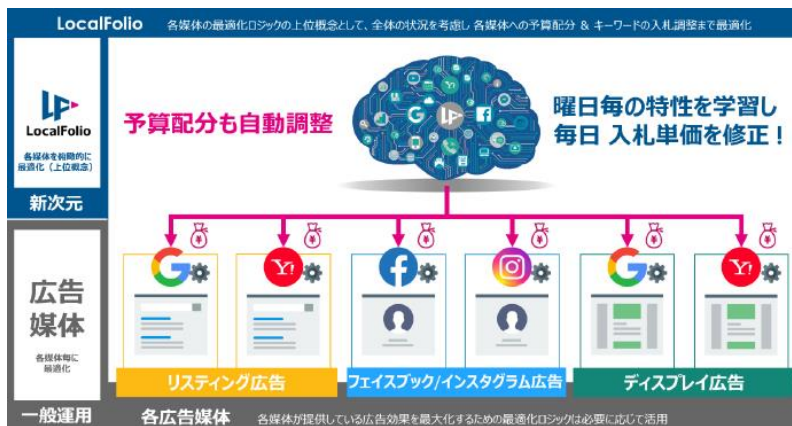 LocalFolio 各媒体の最適化ロジックの上位概念として、全体の状況を考慮し 各媒体への予算配分 & キーワードの入札調整まで最適化
LocalFolio
各媒体を俯瞰的に
最適化（上位概念）
新次元
予算配分も自動調整
曜日毎の特性を学習し
毎日 入札単価を修正！
広告
媒体
各媒体毎に
最適化
リスティング広告
フェイスブック/インスタグラム広告
ディスプレイ広告
一般運用
各広告媒体 各媒体が提供している広告効果を最大化するための最適化ロジックは必要に応じて活用